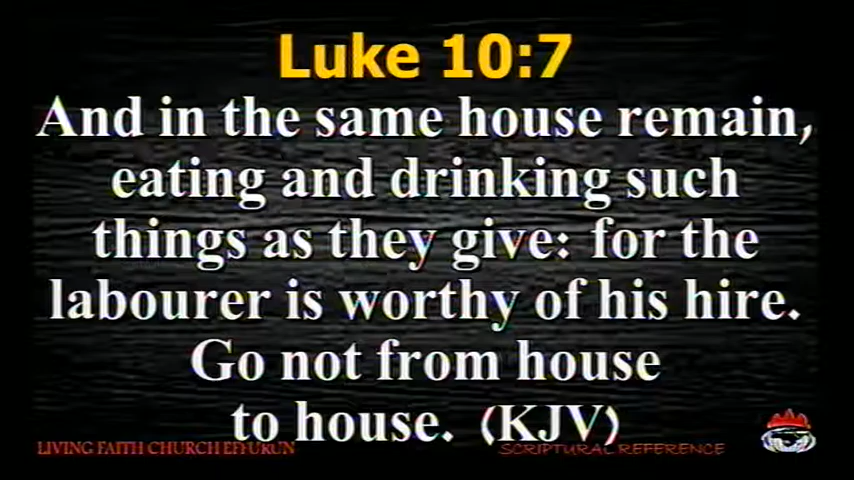 Luke 10:7
And in the same house remain,
eating and drinking such
things as they give: for the
labourer is worthy of his hire.
Go not from house
to house. (KJV)
LIVING FAITH CHURCH EFFURUN
SCRIPTURAL REFERENCE